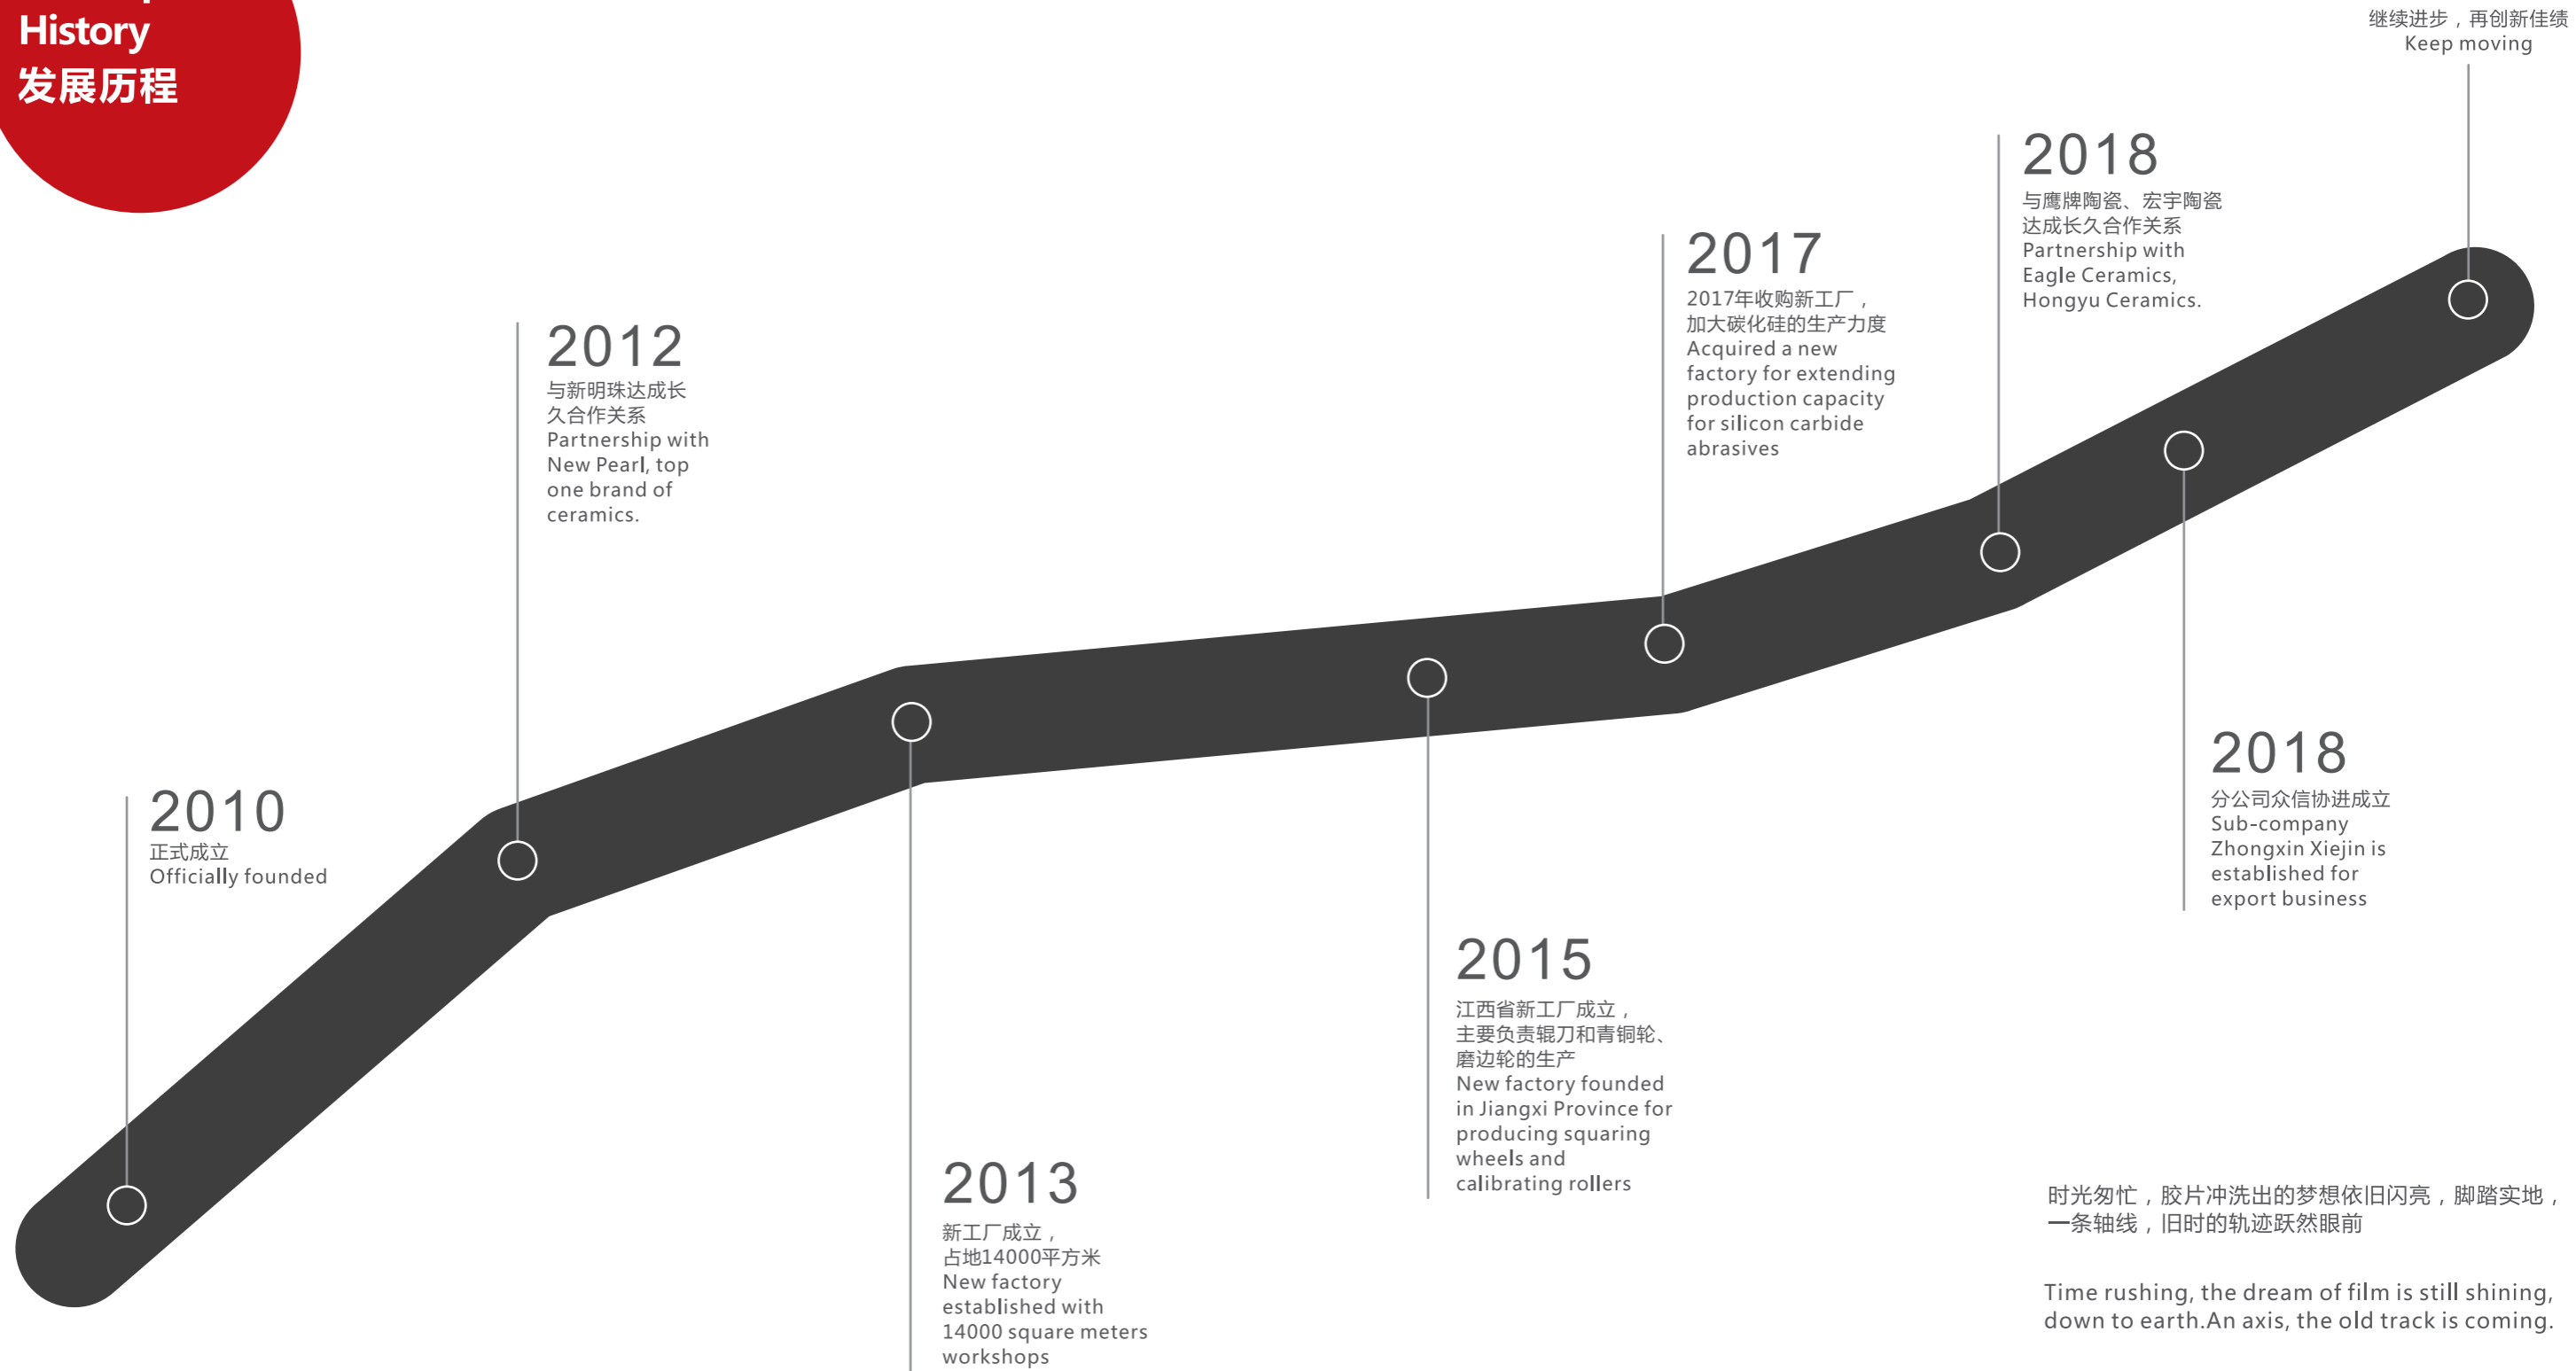 History
发展历程
继续进步，再创新佳绩
Keep moving
2010
正式成立
Officially founded
2012
与新明珠达成长
久合作关系
Partnership with
New Pearl, top
one brand of
ceramics.
2013
新工厂成立，
占地14000平方米
New factory
established with
14000 square meters
workshops
2015
江西省新工厂成立，
主要负责辊刀和青铜轮、
磨边轮的生产
New factory founded
in Jiangxi Province for
producing squaring
wheels and
calibrating rollers
2017
2017年收购新工厂，
加大碳化硅的生产力度
Acquired a new
factory for extending
production capacity
for silicon carbide
abrasives
2018
与鹰牌陶瓷、宏宇陶瓷
达成长久合作关系
Partnership with
Eagle Ceramics,
Hongyu Ceramics.
2018
分公司众信协进成立
Sub-company
Zhongxin Xiejin is
established for
export business
时光匆忙，胶片冲洗出的梦想依旧闪亮，脚踏实地，
一条轴线，旧时的轨迹跃然眼前
Time rushing, the dream of film is still shining,
down to earth.An axis, the old track is coming.